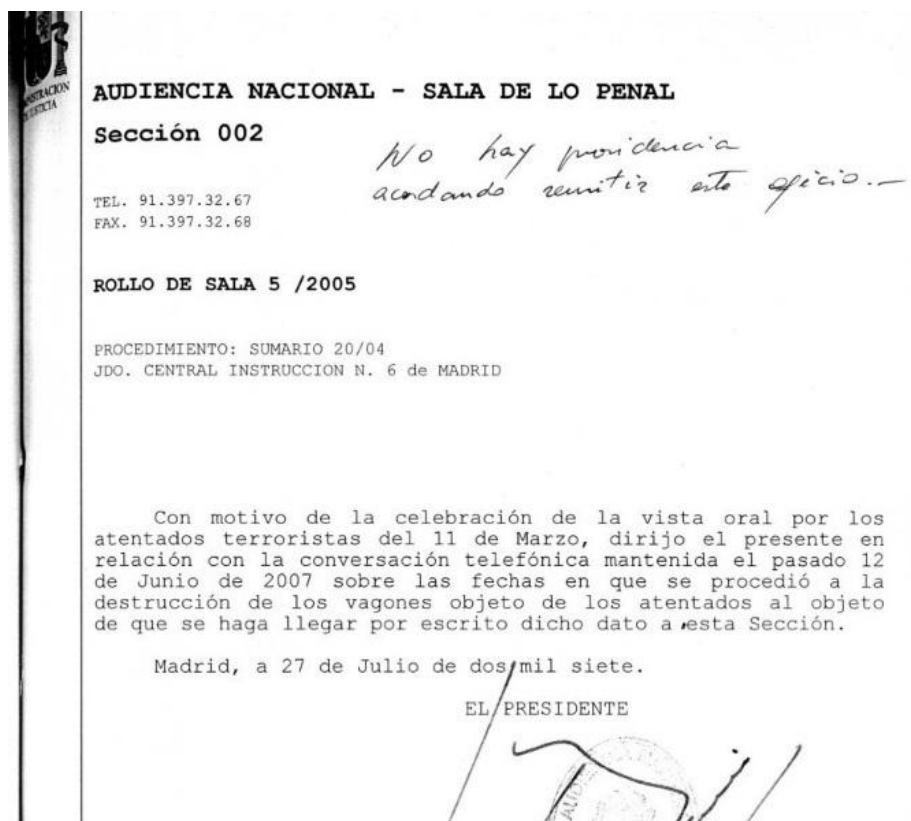 AUDIENCIA NACIONAL - SALA DE LO PENAL
Sección 002
No hay providencia
acordando remitir este oficio.-
TEL. 91.397.32.67
FAX. 91.397.32.68
ROLLO DE SALA 5 /2005
PROCEDIMIENTO: SUMARIO 20/04
JDO. CENTRAL INSTRUCCION N. 6 de MADRID
Con motivo de la celebración de la vista oral por los
atentados terroristas del 11 de Marzo, dirijo el presente en
relación con la conversación telefónica mantenida el pasado 12
de Junio de 2007 sobre las fechas en que se procedió a la
destrucción de los vagones objeto de los atentados al objeto
de que se haga llegar por escrito dicho dato a esta Sección.
Madrid, a 27 de Julio de dos mil siete.
EL PRESIDENTE